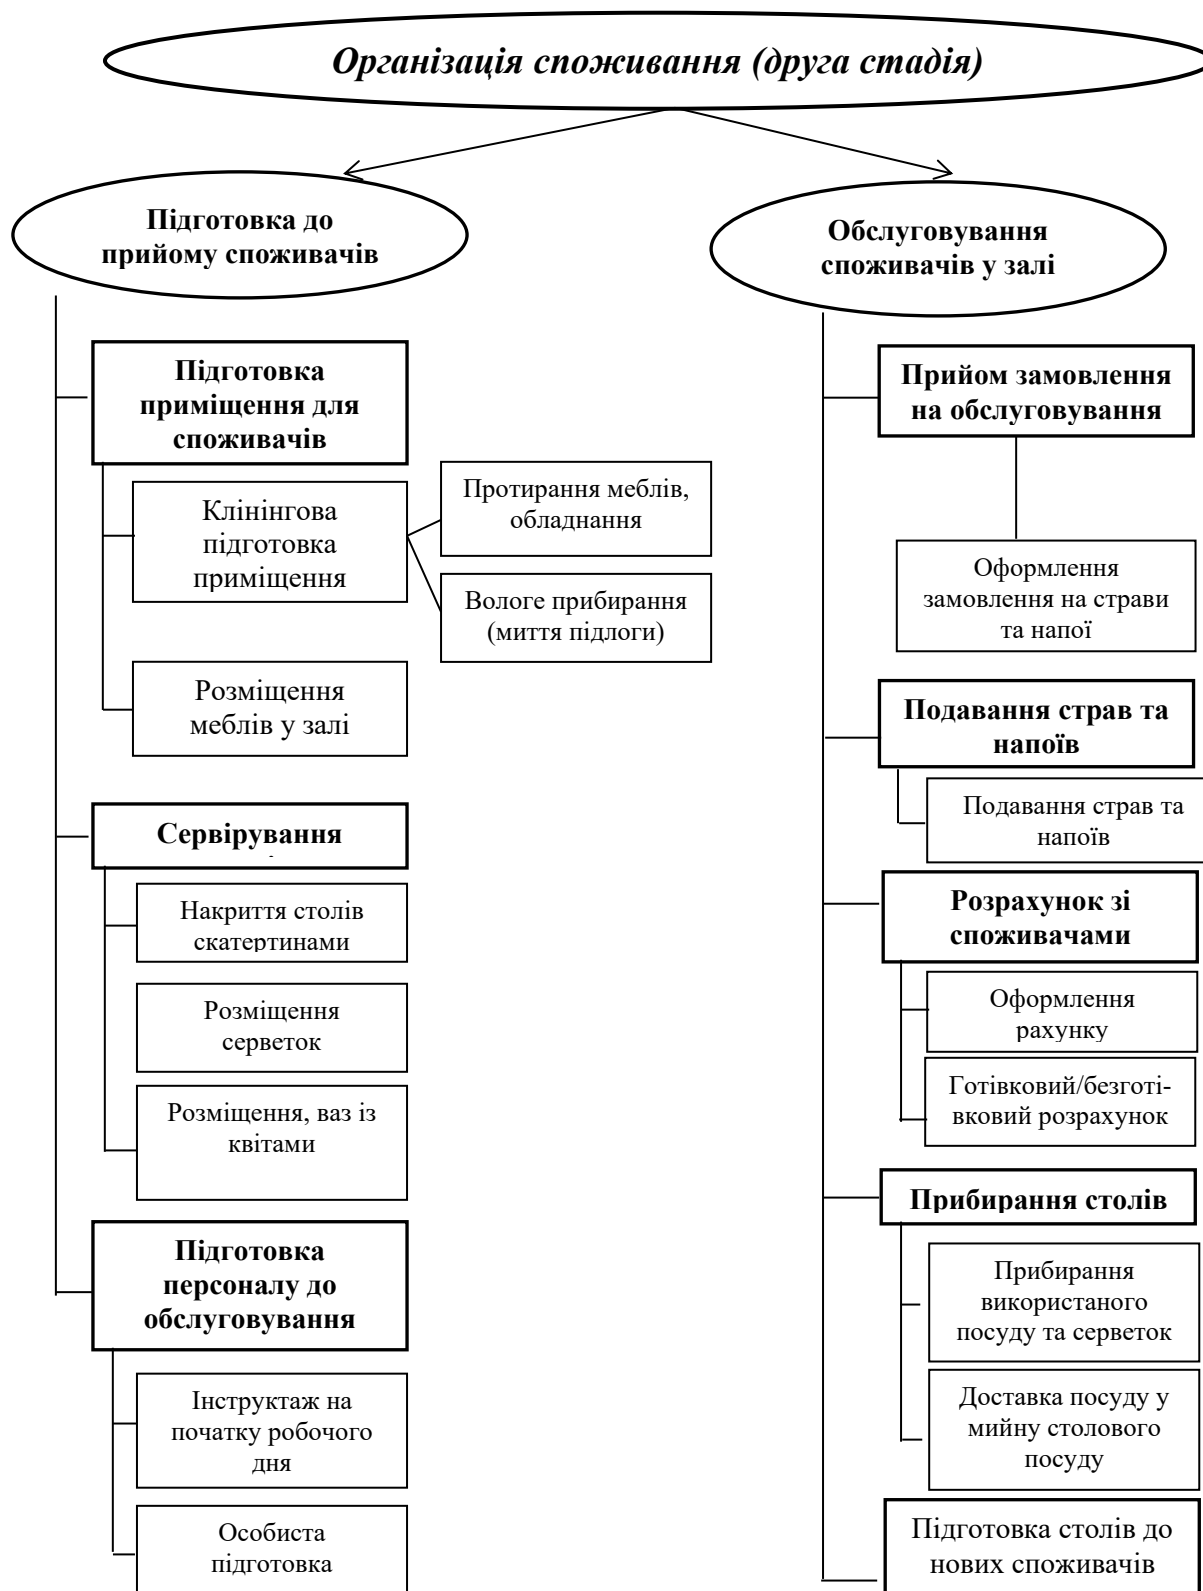 Організація споживання (друга стадія)
Підготовка до
прийому споживачів
Підготовка
приміщення для
споживачів
Клінінгова
підготовка
приміщення
Протирання меблів,
обладнання
Вологе прибирання
(миття підлоги)
Розміщення
меблів у залі
Сервірування
Накриття столів
скатертинами
Розміщення
серветок
Розміщення, ваз із
квітами
Підготовка
персоналу до
обслуговування
Інструктаж на
початку робочого
дня
Особиста
підготовка
Обслуговування
споживачів у залі
Прийом замовлення
на обслуговування
Оформлення
замовлення на страви
та напої
Подавання страв та
напоїв
Подавання страв та
напоїв
Розрахунок зі
споживачами
Оформлення
рахунку
Готівковий/безготі-
вковий розрахунок
Прибирання столів
Прибирання
використаного
посуду та серветок
Доставка посуду у
мийну столового
посуду
Підготовка столів до
нових споживачів